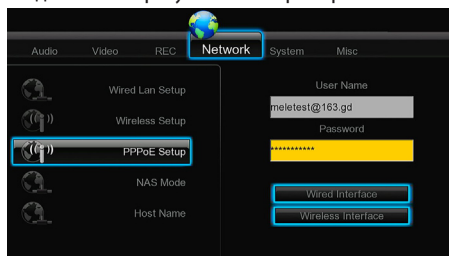 Audio Video REC Network System Misc
Wired Lan Setup
Wireless Setup
PPPoE Setup
NAS Mode
Host Name
User Name
meletest@163.gd
Password
***********
Wired Interface
Wireless Interface